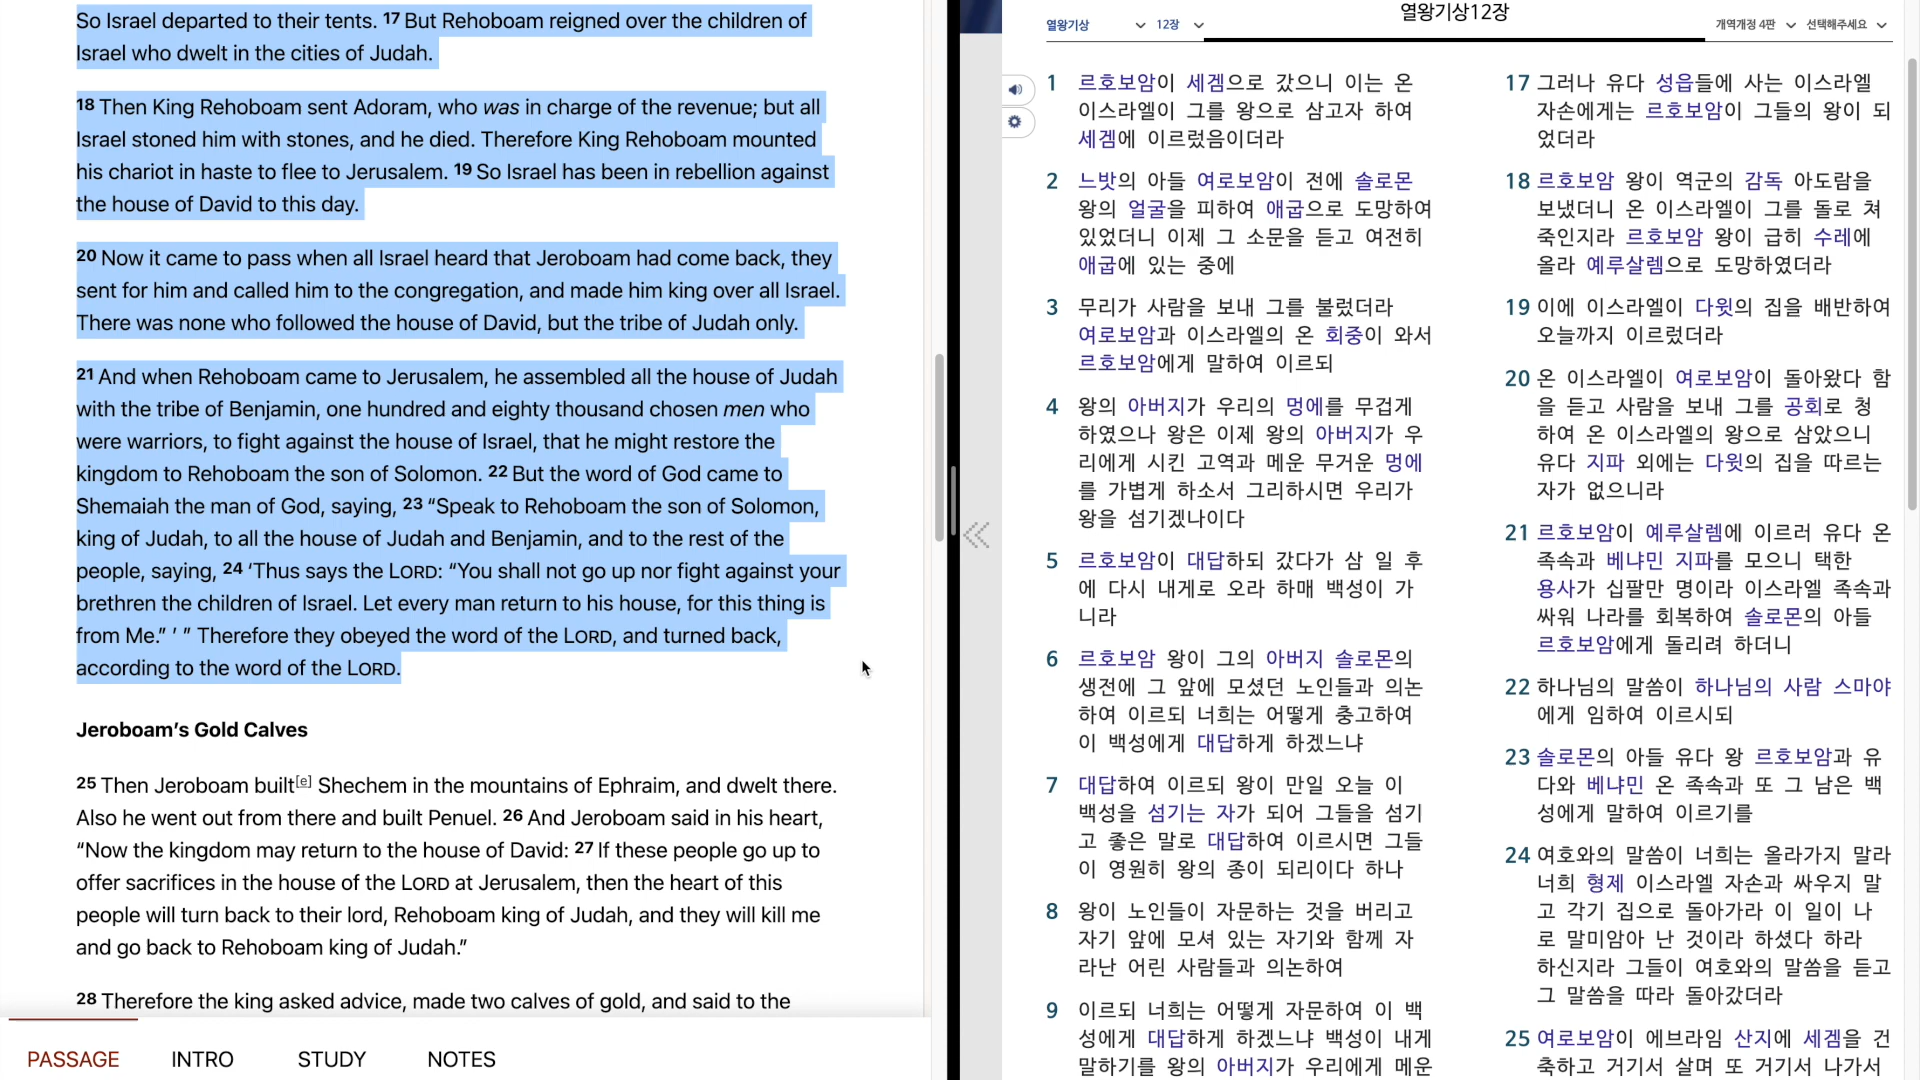 So Israel departed to their tents. 17 But Rehoboam reigned over the children of
Israel who dwelt in the cities of Judah.
18 Then King Rehoboam sent Adoram, who was in charge of the revenue; but all
Israel stoned him with stones, and he died. Therefore King Rehoboam mounted
his chariot in haste to flee to Jerusalem. 19 So Israel has been in rebellion against
the house of David to this day.
20 Now it came to pass when all Israel heard that Jeroboam had come back, they
sent for him and called him to the congregation, and made him king over all Israel.
There was none who followed the house of David, but the tribe of Judah only.
21 And when Rehoboam came to Jerusalem, he assembled all the house of Judah
with the tribe of Benjamin, one hundred and eighty thousand chosen men who
were warriors, to fight against the house of Israel, that he might restore the
kingdom to Rehoboam the son of Solomon. 22 But the word of God came to
Shemaiah the man of God, saying, 23 “Speak to Rehoboam the son of Solomon,
king of Judah, to all the house of Judah and Benjamin, and to the rest of the
people, saying, 24 ‘Thus says the LORD: “You shall not go up nor fight against your
brethren the children of Israel. Let every man return to his house, for this thing is
from Me.” ’ ” Therefore they obeyed the word of the LORD, and turned back,
according to the word of the LORD.
Jeroboam’s Gold Calves
25 Then Jeroboam built[e] Shechem in the mountains of Ephraim, and dwelt there.
Also he went out from there and built Penuel. 26 And Jeroboam said in his heart,
“Now the kingdom may return to the house of David: 27 If these people go up to
offer sacrifices in the house of the LORD at Jerusalem, then the heart of this
people will turn back to their lord, Rehoboam king of Judah, and they will kill me
and go back to Rehoboam king of Judah.”
28 Therefore the king asked advice, made two calves of gold, and said to the
PASSAGE INTRO STUDY NOTES
열왕기상 12장 열왕기상12장 개역개정 4판 선택해주세요
1 르호보암이 세겜으로 갔으니 이는 온
이스라엘이 그를 왕으로 삼고자 하여
세겜에 이르렀음이더라
2 느밧의 아들 여로보암이 전에 솔로몬
왕의 얼굴을 피하여 애굽으로 도망하여
있었더니 이제 그 소문을 듣고 여전히
애굽에 있는 중에
3 무리가 사람을 보내 그를 불렀더라
여로보암과 이스라엘의 온 회중이 와서
르호보암에게 말하여 이르되
4 왕의 아버지가 우리의 멍에를 무겁게
하였으나 왕은 이제 왕의 아버지가 우
리에게 시킨 고역과 메운 무거운 멍에
를 가볍게 하소서 그리하시면 우리가
왕을 섬기겠나이다
5 르호보암이 대답하되 갔다가 삼 일 후
에 다시 내게로 오라 하매 백성이 가
니라
6 르호보암 왕이 그의 아버지 솔로몬의
생전에 그 앞에 모셨던 노인들과 의논
하여 이르되 너희는 어떻게 충고하여
이 백성에게 대답하게 하겠느냐
7 대답하여 이르되 왕이 만일 오늘 이
백성을 섬기는 자가 되어 그들을 섬기
고 좋은 말로 대답하여 이르시면 그들
이 영원히 왕의 종이 되리이다 하나
8 왕이 노인들이 자문하는 것을 버리고
자기 앞에 모셔 있는 자기와 함께 자
라난 어린 사람들과 의논하여
9 이르되 너희는 어떻게 자문하여 이 백
성에게 대답하게 하겠느냐 백성이 내게
말하기를 왕의 아버지가 우리에게 메운
17 그러나 유다 성읍들에 사는 이스라엘
자손에게는 르호보암이 그들의 왕이 되
었더라
18 르호보암 왕이 역군의 감독 아도람을
보냈더니 온 이스라엘이 그를 돌로 쳐
죽인지라 르호보암 왕이 급히 수레에
올라 예루살렘으로 도망하였더라
19 이에 이스라엘이 다윗의 집을 배반하여
오늘까지 이르렀더라
20 온 이스라엘이 여로보암이 돌아왔다 함
을 듣고 사람을 보내 그를 공회로 청
하여 온 이스라엘의 왕으로 삼았으니
유다 지파 외에는 다윗의 집을 따르는
자가 없으니라
21 르호보암이 예루살렘에 이르러 유다 온
족속과 베냐민 지파를 모으니 택한
용사가 십팔만 명이라 이스라엘 족속과
싸워 나라를 회복하여 솔로몬의 아들
르호보암에게 돌리려 하더니
22 하나님의 말씀이 하나님의 사람 스마야
에게 임하여 이르시되
23 솔로몬의 아들 유다 왕 르호보암과 유
다와 베냐민 온 족속과 또 그 남은 백
성에게 말하여 이르기를
24 여호와의 말씀이 너희는 올라가지 말라
너희 형제 이스라엘 자손과 싸우지 말
고 각기 집으로 돌아가라 이 일이 나
로 말미암아 난 것이라 하셨다 하라
하신지라 그들이 여호와의 말씀을 듣고
그 말씀을 따라 돌아갔더라
25 여로보암이 에브라임 산지에 세겜을 건
축하고 거기서 살며 또 거기서 나가서